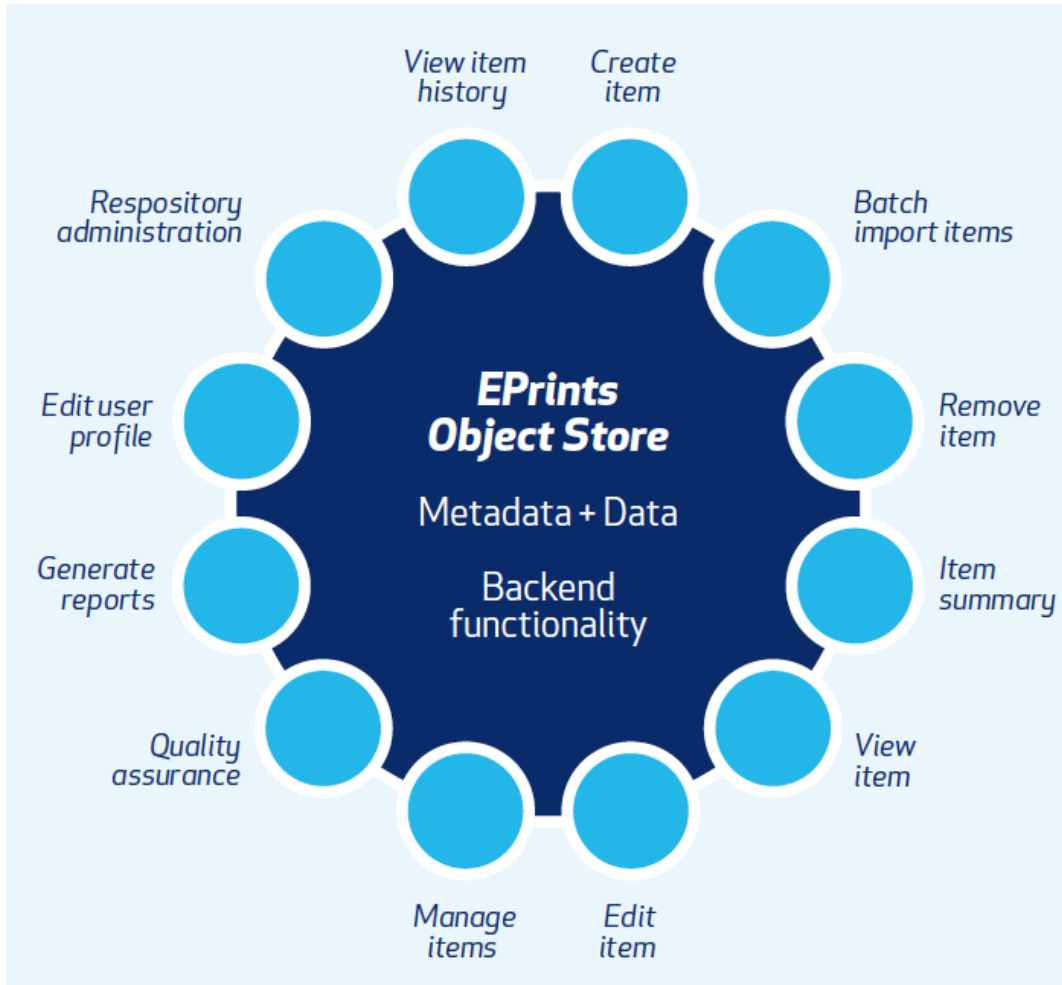 View item
history
Create
item
Respository
administration
Batch
import items
EPrints
Object Store
Edit user
profile
Remove
item
Metadata + Data
Generate
reports
Backend
functionality
Item
summary
Quality
assurance
View
item
Manage
items
Edit
item